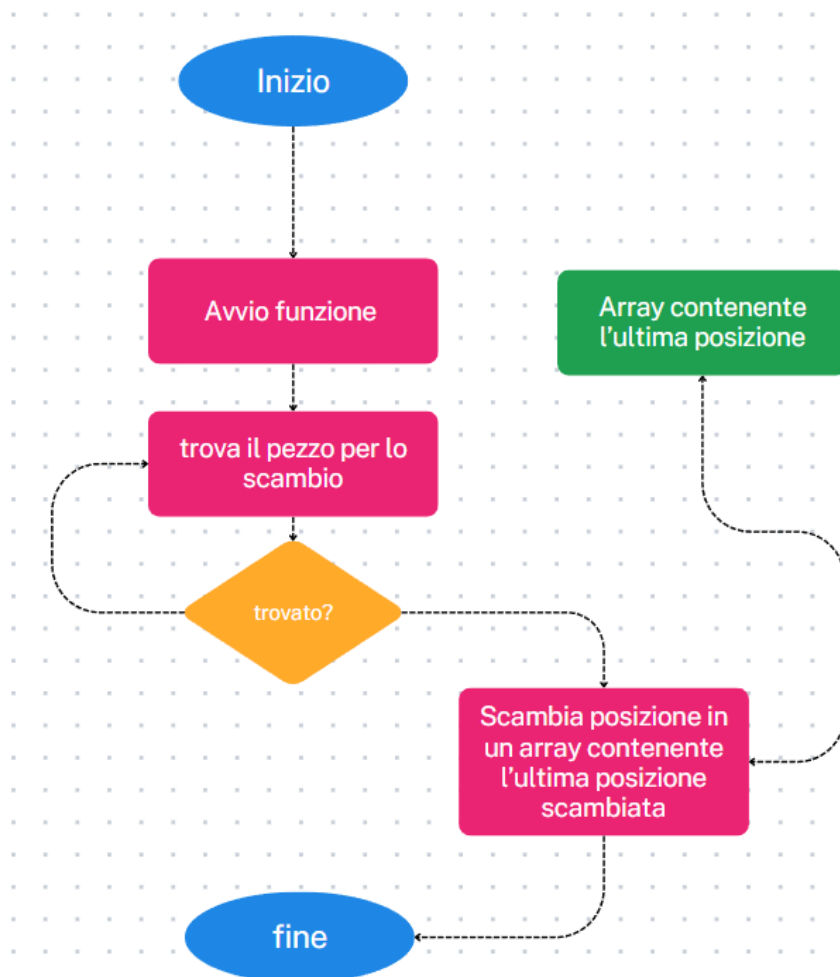 Inizio
Avvio funzione
Array contenente
l'ultima posizione
trova il pezzo per lo
scambio
trovato?
Scambia posizione in
un array contenente
l'ultima posizione
scambiata
fine